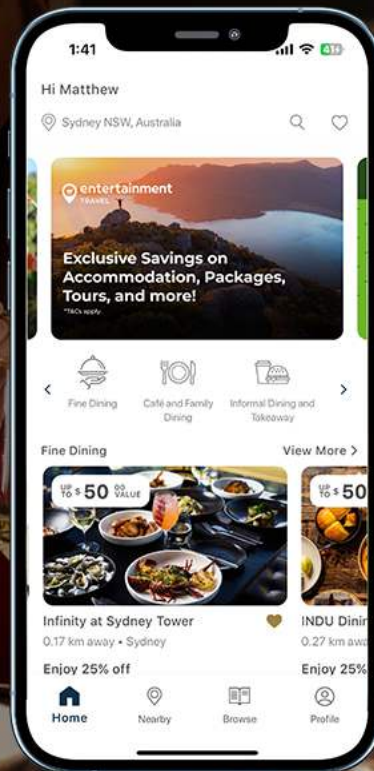 1:41
41
Hi Matthew
Sydney NSW, Australia
entertainment
TRAVEL
Exclusive Savings on
Accommodation, Packages,
Tours, and more!
*T&Cs apply.
Fine Dining
Café and Family
Dining
Informal Dining and
Takeaway
Fine Dining
View More >
UP TO $50.00 VALUE
UP TO $50
Infinity at Sydney Tower
0.17 km away • Sydney
Enjoy 25% off
INDU Dinin
0.27 km awa
Enjoy 25%
Home
Nearby
Browse
Profile